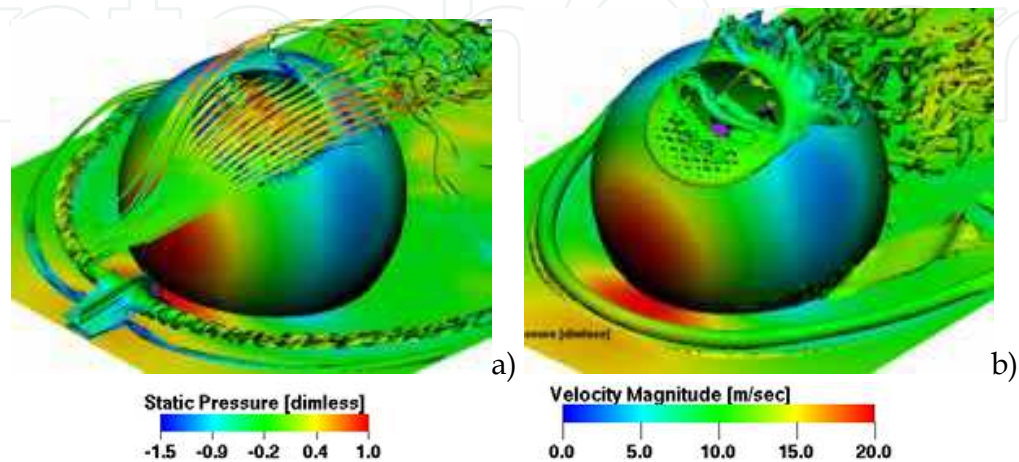 a)
b)
Static Pressure [dimless]
-1.5 -0.9 -0.2 0.4 1.0
Velocity Magnitude [m/sec]
0.0 5.0 10.0 15.0 20.0
[dimless]